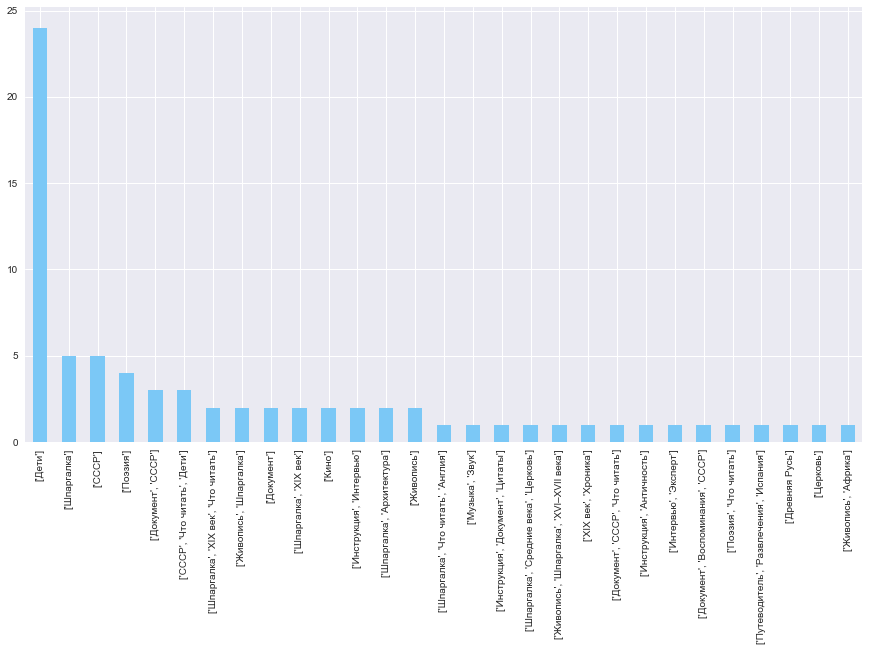 25
20
15
10
5
0
['Дети']
['Шпаргалка']
['СССР']
['Поэзия']
['Документ', 'СССР']
['СССР', 'Что читать', 'Дети']
['Шпаргалка', 'XIX век', 'Что читать']
['Живопись', 'Шпаргалка']
['Документ']
['Шпаргалка', 'XIX век']
['Кино']
['Инструкция', 'Интервью']
['Шпаргалка', 'Архитектура']
['Живопись']
['Шпаргалка', 'Что читать', 'Англия']
['Музыка', 'Звук']
['Инструкция', 'Документ', 'Цитаты']
['Шпаргалка', 'Средние века', 'Церковь']
['Живопись', 'Шпаргалка', 'XVI–XVII века']
['XIX век', 'Хроника']
['Документ', 'СССР', 'Что читать']
['Инструкция', 'Античность']
['Интервью', 'Эксперт']
['Документ', 'Воспоминания', 'СССР']
['Поэзия', 'Что читать']
['Путеводитель', 'Развлечения', 'Испания']
['Древняя Русь']
['Церковь']
['Живопись', 'Африка']